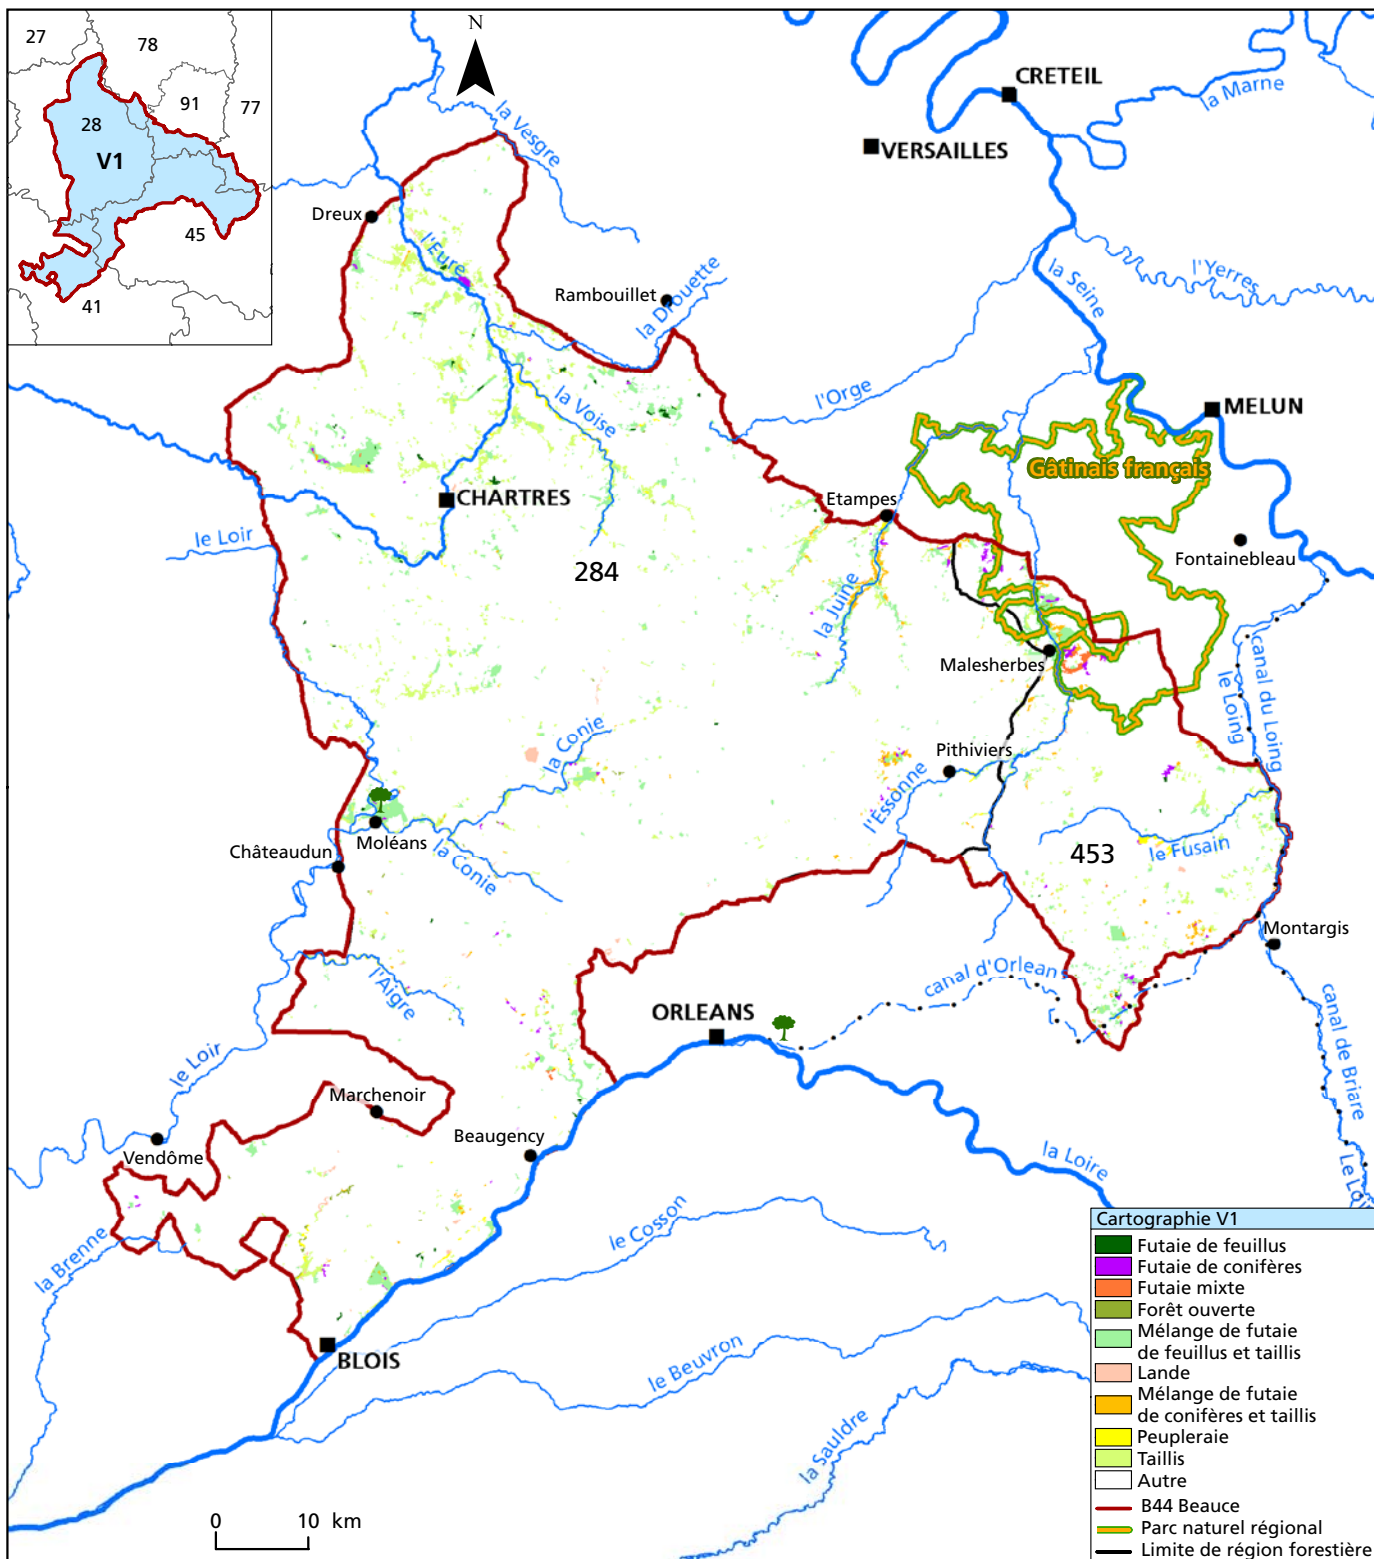 27
78
91
77
28
V1
45
41
N
CRETEIL
la Marne
VERSAILLES
la Vesgre
Dreux
l'Eure
Rambouillet
la Drouette
la Seine
l'Yerres
la Voise
l'Orge
MELUN
Gâtinais français
CHARTRES
Etampes
le Loir
Fontainebleau
284
la Juine
Malesherbes
canal du Loing
le Loing
la Conie
Pithiviers
l'Essonne
Moléans
Châteaudun
la Conie
453
le Fusain
Montargis
l'Aigre
canal d'Orlean
ORLEANS
canal de Briare
le Loir
Marchenoir
Beaugency
Vendôme
la Loire
Le Loi
la Brenne
le Cosson
BLOIS
le Beuvron
la Sauldre
0 10 km
Cartographie V1
Futaie de feuillus
Futaie de conifères
Futaie mixte
Forêt ouverte
Mélange de futaie
de feuillus et taillis
Lande
Mélange de futaie
de conifères et taillis
Peupleraie
Taillis
Autre
B44 Beauce
Parc naturel régional
Limite de région forestière